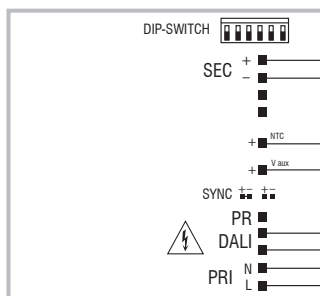 DIP-SWITCH
+
SEC
−
+ NTC
+ V aux
SYNC +− +−
PR
DALI
N
PRI
L